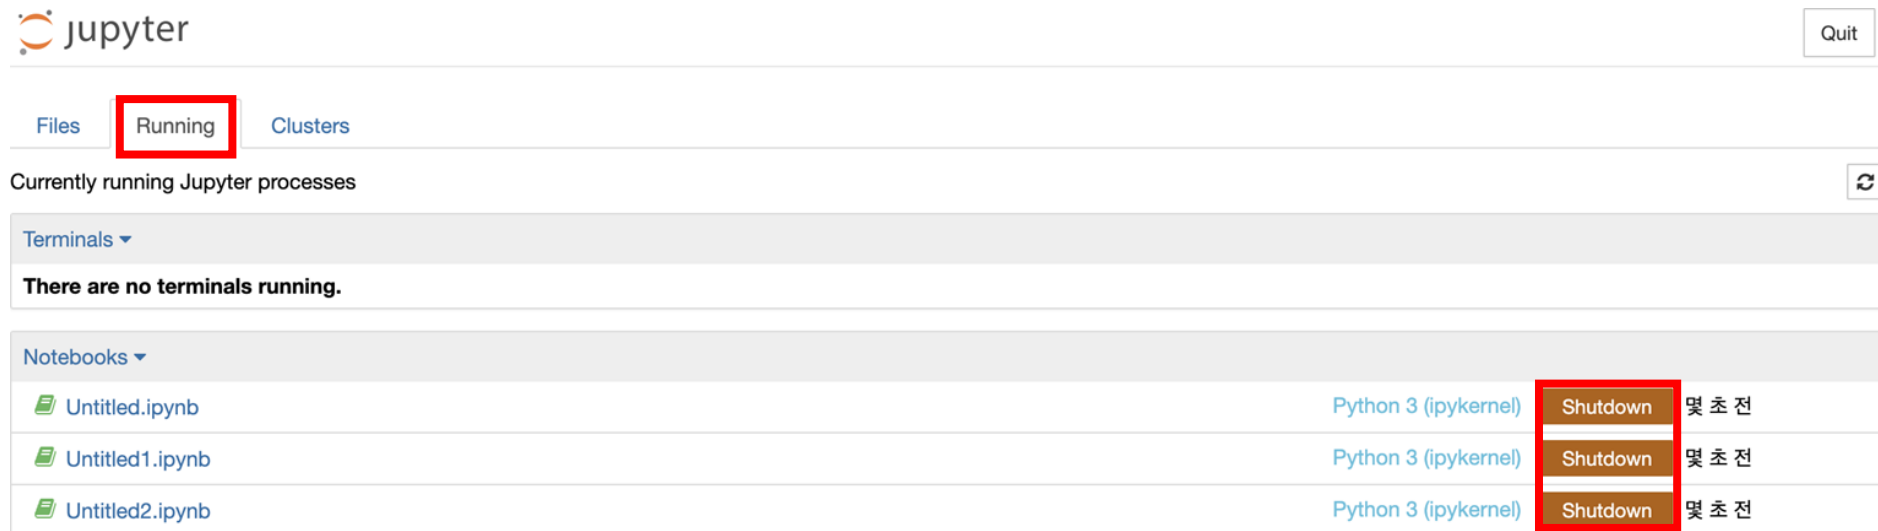 jupyter Quit
Files Running Clusters
Currently running Jupyter processes
Terminals
There are no terminals running.
Notebooks
Untitled.ipynb Python 3 (ipykernel) Shutdown 몇 초 전
Untitled1.ipynb Python 3 (ipykernel) Shutdown 몇 초 전
Untitled2.ipynb Python 3 (ipykernel) Shutdown 몇 초 전